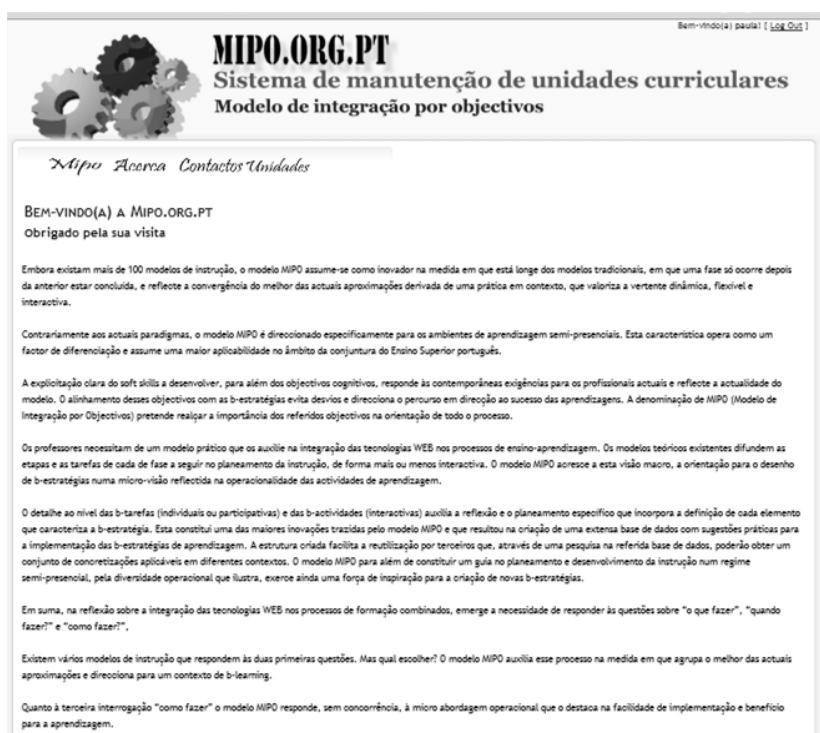 Bem-vindo(a) paula! [ Log Out ]
MIPO.ORG.PT
Sistema de manutenção de unidades curriculares
Modelo de integração por objectivos
Mipo Acerca Contactos Unidades
BEM-VINDO(A) A MIPO.ORG.PT
Obrigado pela sua visita
Embora existam mais de 100 modelos de instrução, o modelo MIPO assume-se como inovador na medida em que está longe dos modelos tradicionais, em que uma fase só ocorre depois
da anterior estar concluída, e reflecte a convergência do melhor das actuais aproximações derivada de uma prática em contexto, que valoriza a vertente dinâmica, flexível e
interactiva.
Contrariamente aos actuais paradigmas, o modelo MIPO é direccionado especificamente para os ambientes de aprendizagem semi-presenciais. Esta característica opera como um
factor de diferenciação e assume uma maior aplicabilidade no âmbito da conjuntura do Ensino Superior português.
A explicitação clara do soft skills a desenvolver, para além dos objectivos cognitivos, responde às contemporâneas exigências para os profissionais actuais e reflecte a actualidade do
modelo. O alinhamento desses objectivos com as b-estratégias evita desvios e direcciona o percurso em direcção ao sucesso das aprendizagens. A denominação de MIPO (Modelo de
Integração por Objectivos) pretende realçar a importância dos referidos objectivos na orientação de todo o processo.
Os professores necessitam de um modelo prático que os auxilie na integração das tecnologias WEB nos processos de ensino-aprendizagem. Os modelos teóricos existentes difundem as
etapas e as tarefas de cada de fase a seguir no planeamento da instrução, de forma mais ou menos interactiva. O modelo MIPO acresce a esta visão macro, a orientação para o desenho
de b-estratégias numa micro-visão reflectida na operacionalidade das actividades de aprendizagem.
O detalhe ao nível das b-tarefas (individuais ou participativas) e das b-actividades (interactivas) auxilia a reflexão e o planeamento específico que incorpora a definição de cada elemento
que caracteriza a b-estratégia. Esta constitui uma das maiores inovações trazidas pelo modelo MIPO e que resultou na criação de uma extensa base de dados com sugestões práticas para
a implementação das b-estratégias de aprendizagem. A estrutura criada facilita a reutilização por terceiros que, através de uma pesquisa na referida base de dados, poderão obter um
conjunto de concretizações aplicáveis em diferentes contextos. O modelo MIPO para além de constituir um guia no planeamento e desenvolvimento da instrução num regime
semi-presencial, pela diversidade operacional que ilustra, exerce ainda uma força de inspiração para a criação de novas b-estratégias.
Em suma, na reflexão sobre a integração das tecnologias WEB nos processos de formação combinados, emerge a necessidade de responder às questões sobre "o que fazer", "quando
fazer?" e "como fazer?",
Existem vários modelos de instrução que respondem às duas primeiras questões. Mas qual escolher? O modelo MIPO auxilia esse processo na medida em que agrupa o melhor das actuais
aproximações e direcciona para um contexto de b-learning.
Quanto à terceira interrogação "como fazer" o modelo MIPO responde, sem concorrência, à micro abordagem operacional que o destaca na facilidade de implementação e benefício
para a aprendizagem.